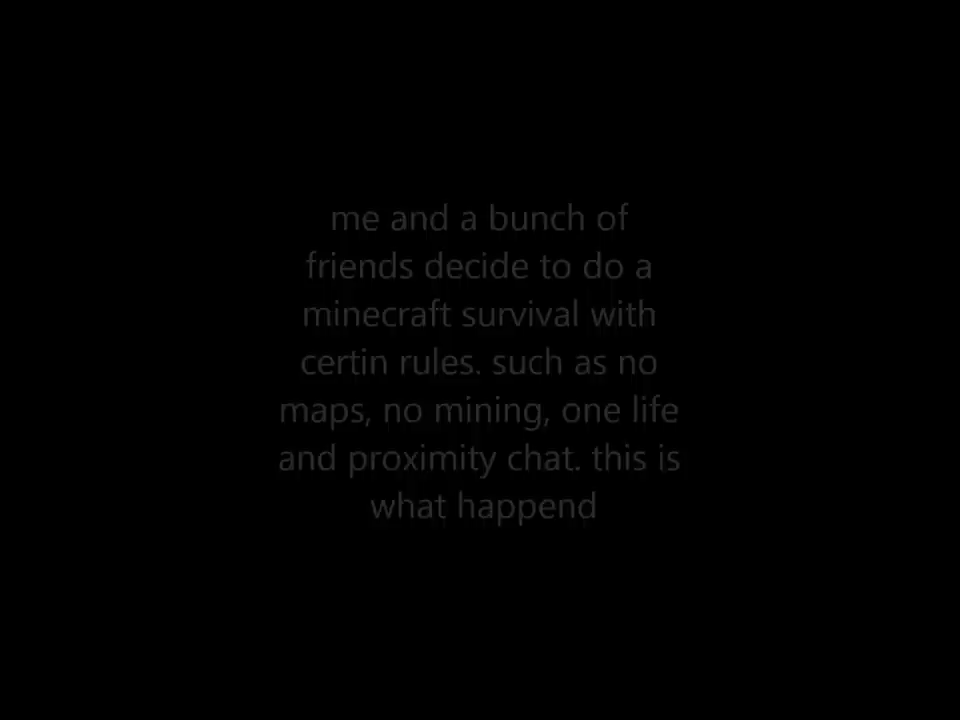 me and a bunch of
friends decide to do a
minecraft survival with
certin rules. such as no
maps, no mining, one life
and proximity chat. this is
what happend